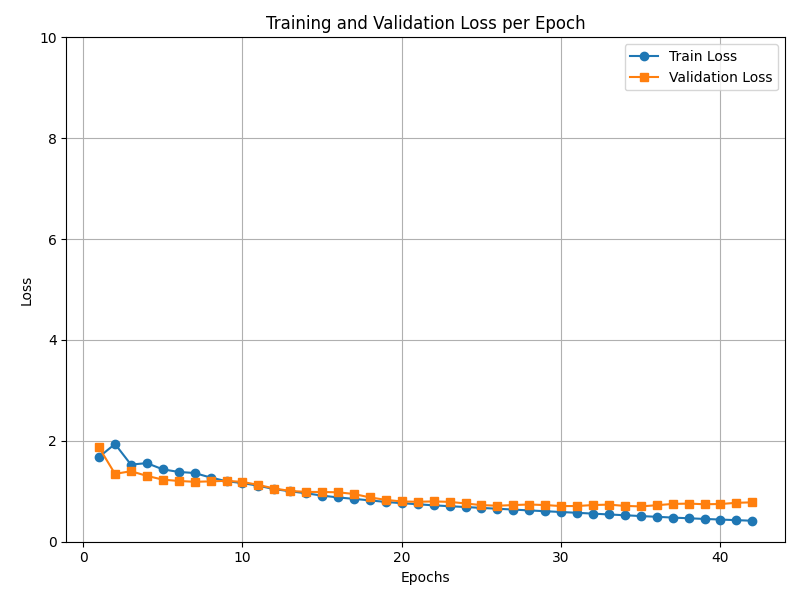 Training and Validation Loss per Epoch
Train Loss
Validation Loss
10
8
6
4
2
0
Loss
0 10 20 30 40
Epochs